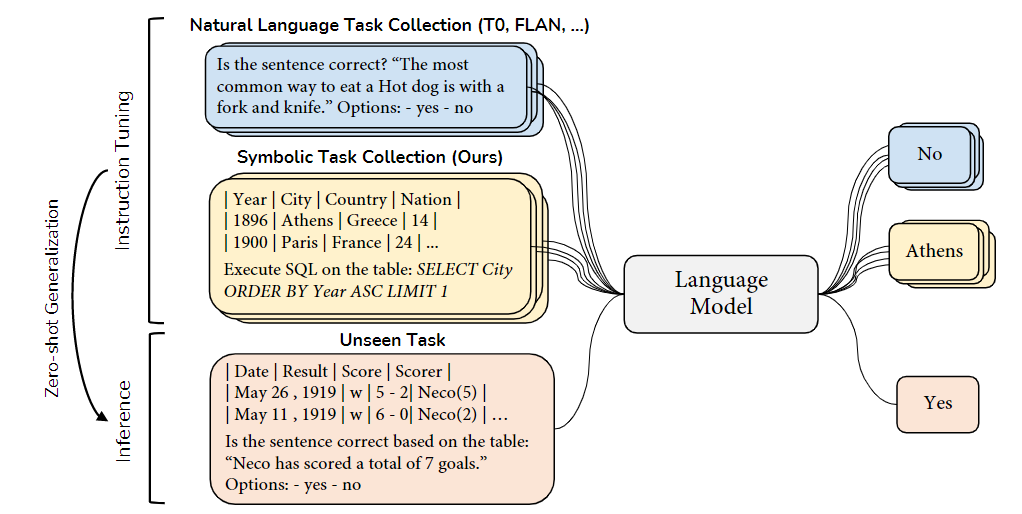 Natural Language Task Collection (T0, FLAN, ...)
Is the sentence correct? “The most
common way to eat a Hot dog is with a
fork and knife.” Options: - yes - no
Symbolic Task Collection (Ours)
| Year | City | Country | Nation |
| 1896 | Athens | Greece | 14 |
| 1900 | Paris | France | 24 | ...
Execute SQL on the table: SELECT City
ORDER BY Year ASC LIMIT 1
Unseen Task
| Date | Result | Score | Scorer |
| May 26 , 1919 | w | 5 - 2| Neco(5) |
| May 11 , 1919 | w | 6 - 0| Neco(2) | …
Is the sentence correct based on the table:
“Neco has scored a total of 7 goals.”
Options: - yes - no
Zero-shot Generalization
Instruction Tuning
Inference
Language
Model
No
Athens
Yes